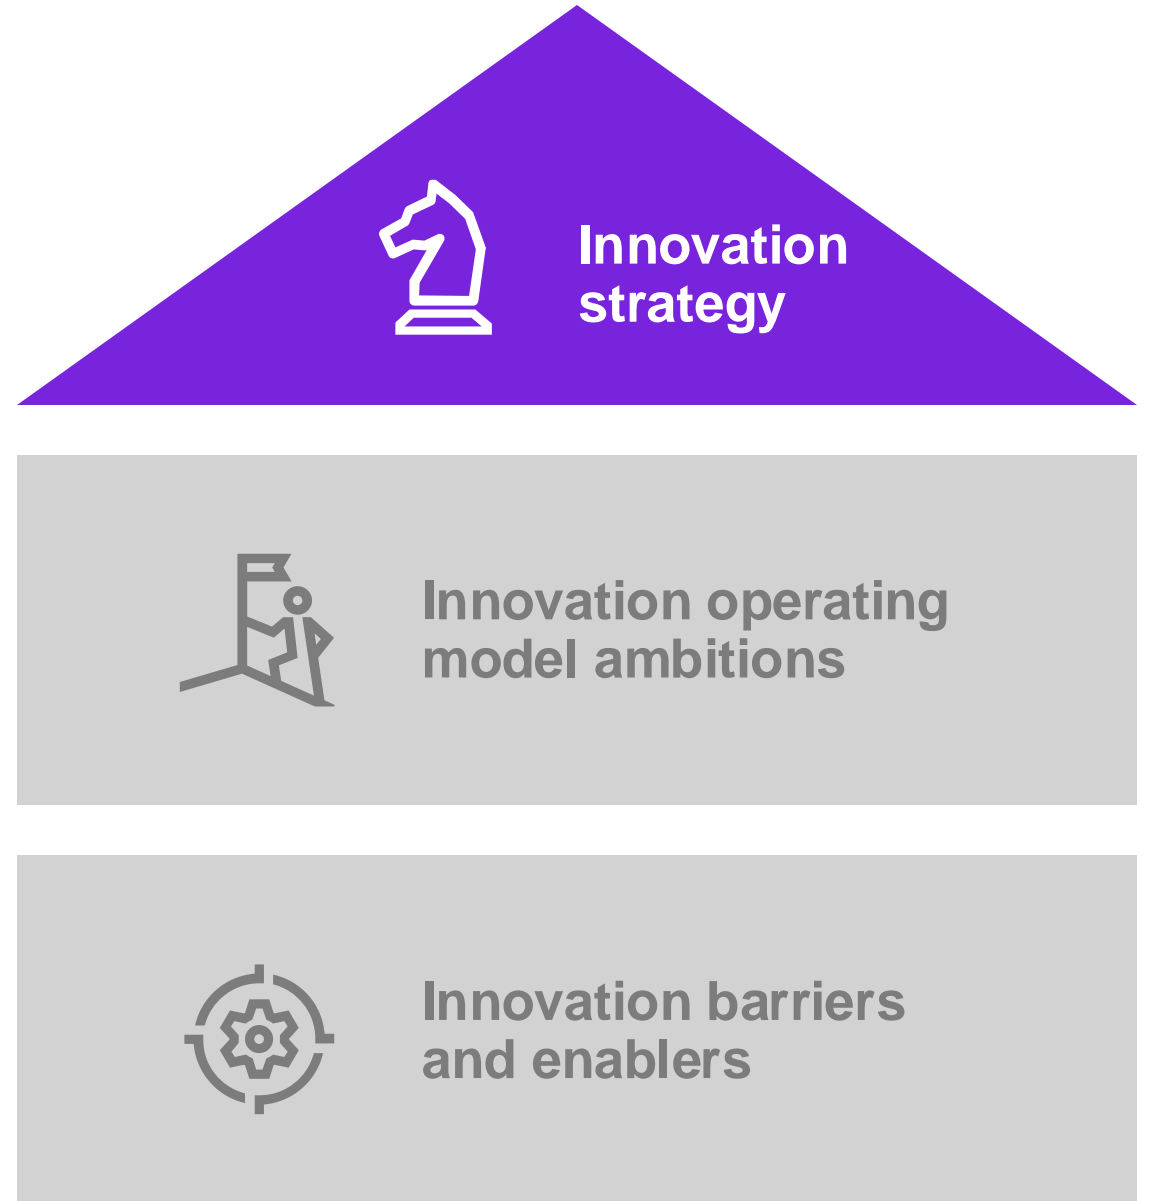 Innovation
strategy
Innovation operating
model ambitions
Innovation barriers
and enablers